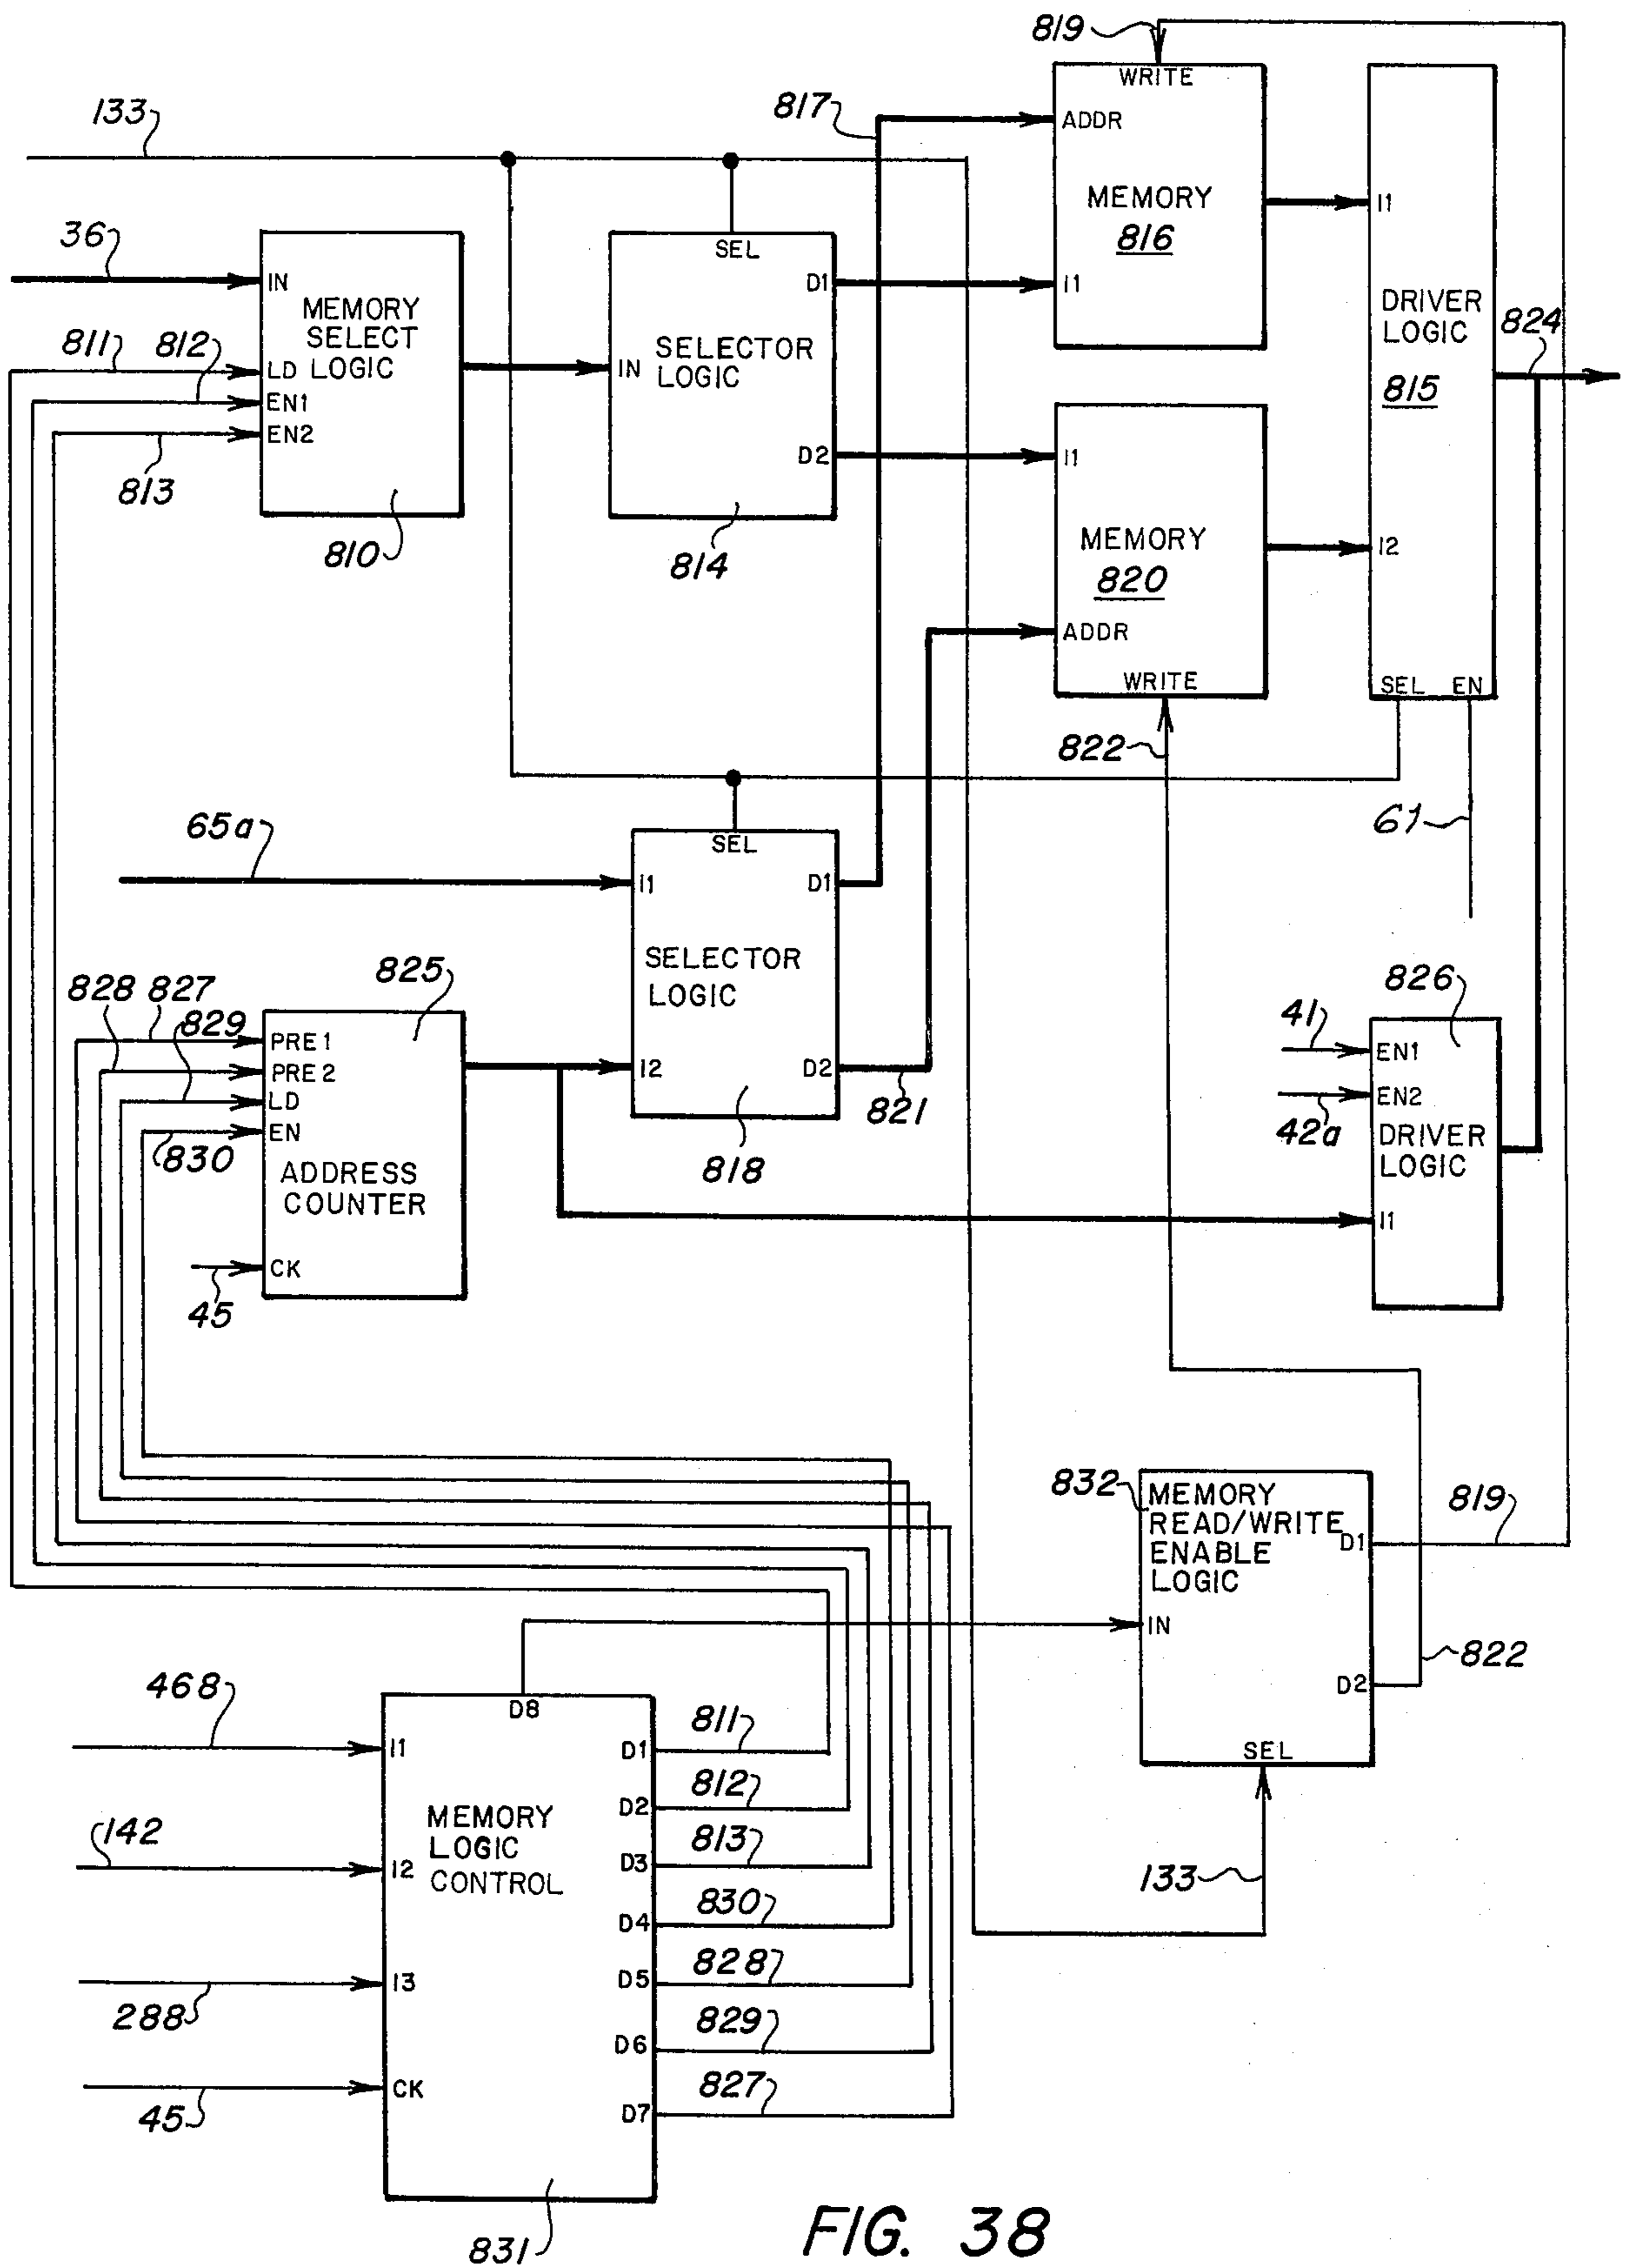 819
WRITE
133
817
ADDR
MEMORY
816
I1
I1
36
SEL
IN
MEMORY
SELECT
LOGIC
D1
I1
DRIVER
LOGIC
824
815
811
812
LD
EN1
EN2
IN
SELECTOR
LOGIC
D2
I1
813
810
814
MEMORY
820
I2
ADDR
WRITE
SEL EN
822
61
65a
SEL
I1
D1
SELECTOR
LOGIC
825
828 827
829
PRE1
PRE2
LD
EN
830
ADDRESS
COUNTER
I2
D2
821
818
826
41
EN1
EN2
42a
DRIVER
LOGIC
I1
CK
45
832
MEMORY
READ/WRITE
ENABLE
LOGIC
D1
819
IN
D2
822
SEL
133
468
D8
I1
D1
811
D2
812
MEMORY
LOGIC
CONTROL
142
I2
D3
813
D4
830
I3
288
D5
828
D6
829
CK
45
D7
827
831
FIG. 38